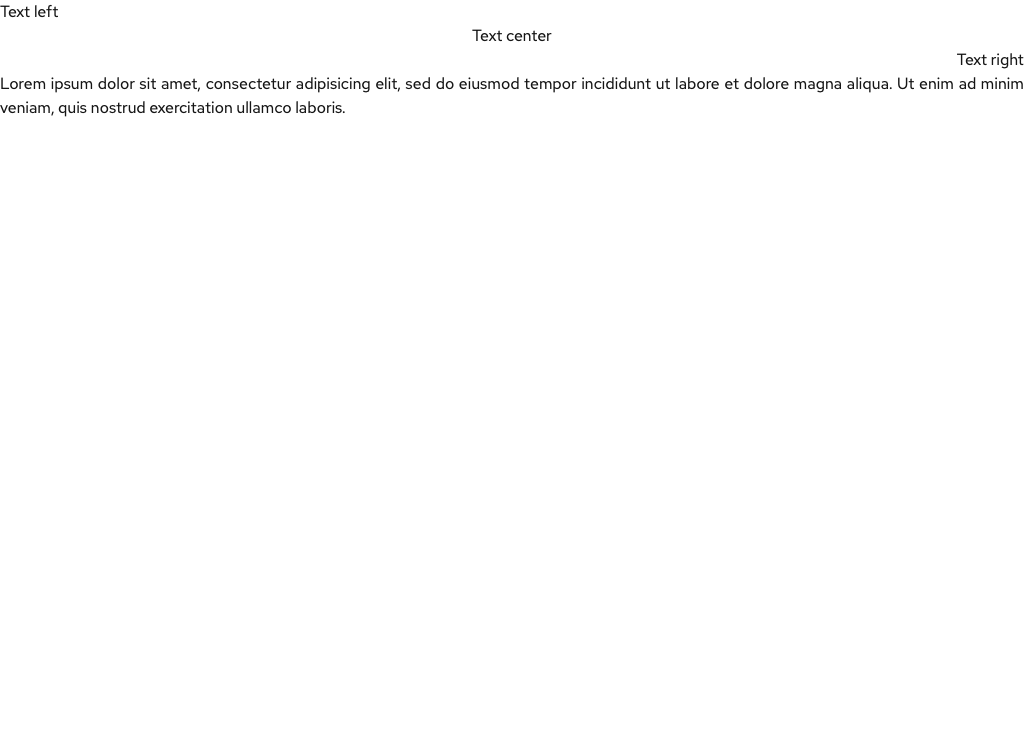 Text left
Text center
Text right
Lorem ipsum dolor sit amet, consectetur adipisicing elit, sed do eiusmod tempor incididunt ut labore et dolore magna aliqua. Ut enim ad minim
veniam, quis nostrud exercitation ullamco laboris.